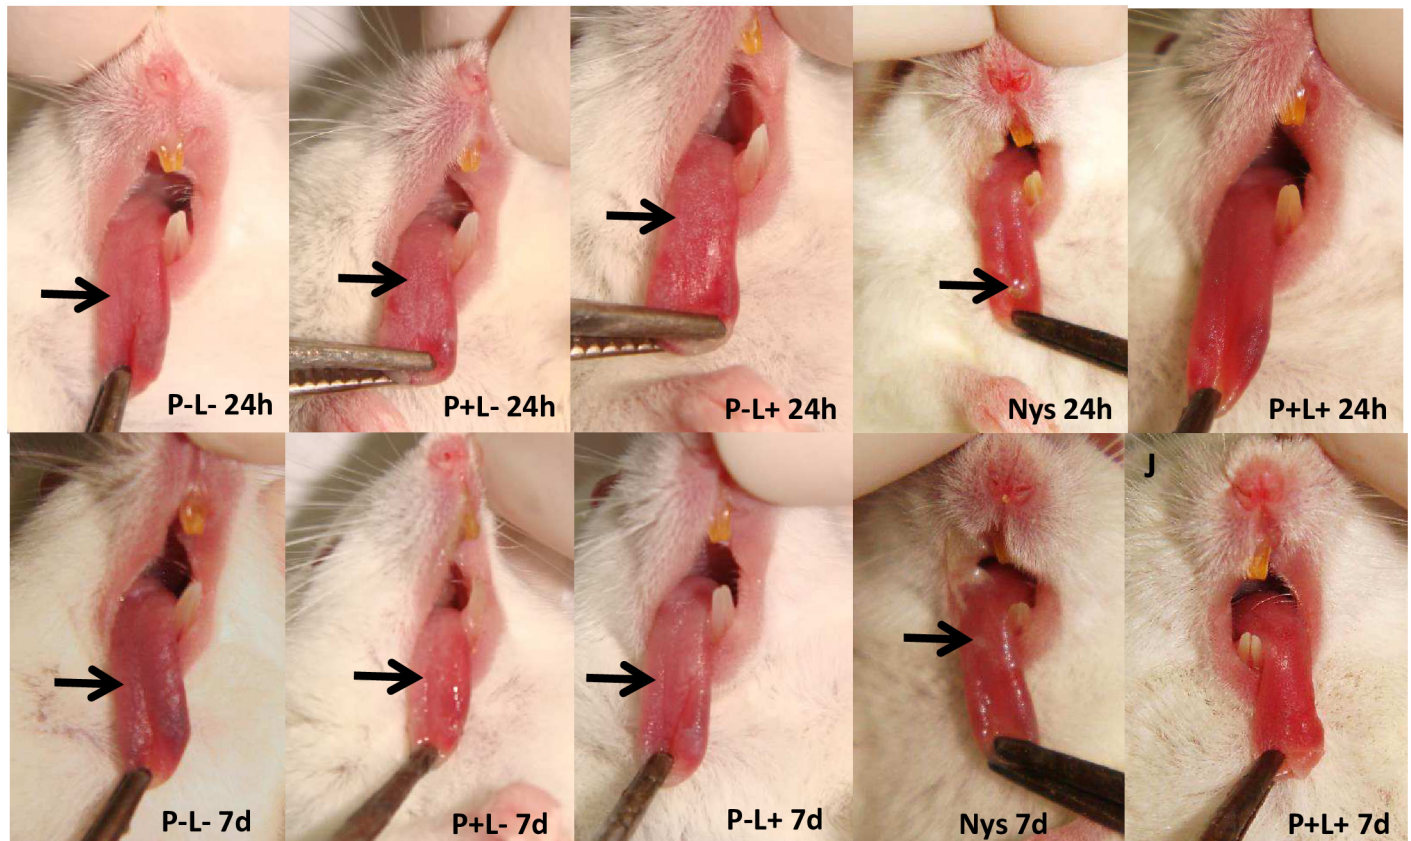 P-L- 24h
P+L- 24h
P-L+ 24h
Nys 24h
P+L+ 24h
J
P-L- 7d
P+L- 7d
P-L+ 7d
Nys 7d
P+L+ 7d